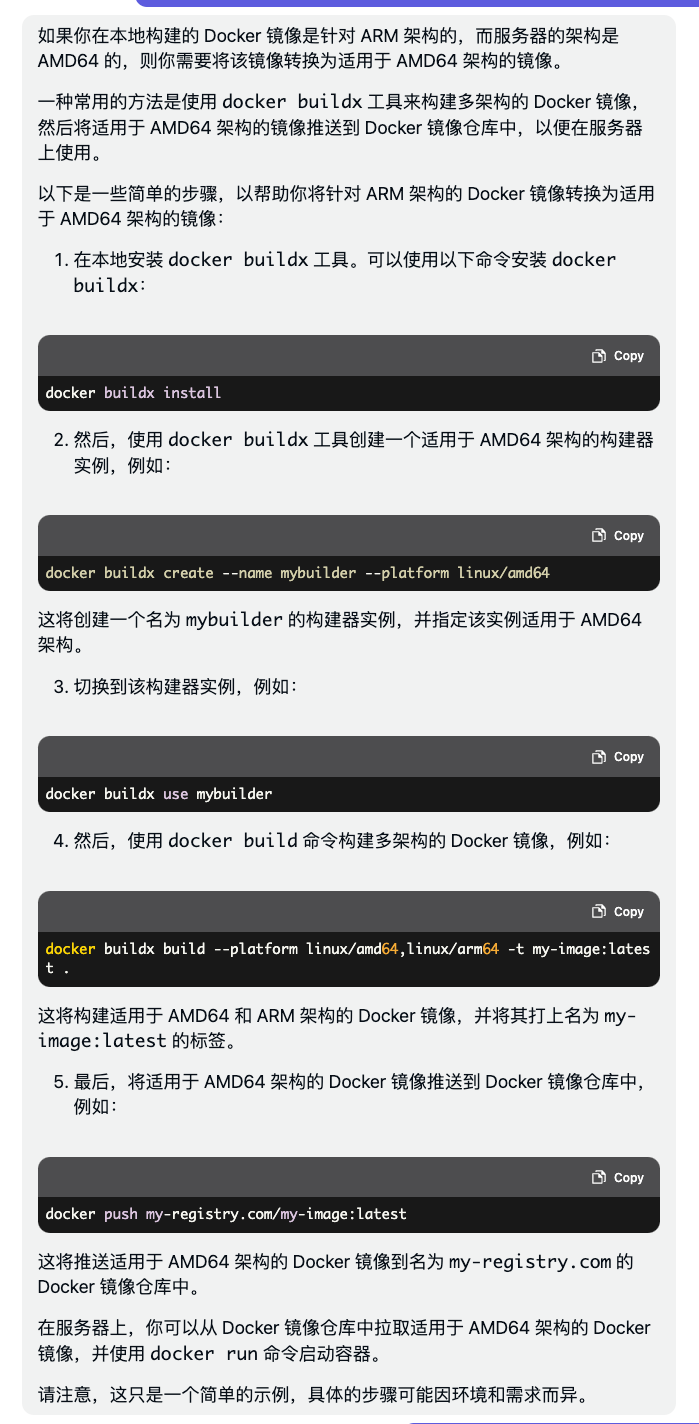 如果你在本地构建的 Docker 镜像是针对 ARM 架构的，而服务器的架构是
AMD64 的，则你需要将该镜像转换为适用于 AMD64 架构的镜像。
一种常用的方法是使用 docker buildx 工具来构建多架构的 Docker 镜像，
然后将适用于 AMD64 架构的镜像推送到 Docker 镜像仓库中，以便在服务器
上使用。
以下是一些简单的步骤，以帮助你将针对 ARM 架构的 Docker 镜像转换为适用
于 AMD64 架构的镜像：
1. 在本地安装 docker buildx 工具。可以使用以下命令安装 docker
buildx：
Copy
docker buildx install
2. 然后，使用 docker buildx 工具创建一个适用于 AMD64 架构的构建器
实例，例如：
Copy
docker buildx create --name mybuilder --platform linux/amd64
这将创建一个名为 mybuilder 的构建器实例，并指定该实例适用于 AMD64
架构。
3. 切换到该构建器实例，例如：
Copy
docker buildx use mybuilder
4. 然后，使用 docker build 命令构建多架构的 Docker 镜像，例如：
Copy
docker buildx build --platform linux/amd64,linux/arm64 -t my-image:lates
t .
这将构建适用于 AMD64 和 ARM 架构的 Docker 镜像，并将其打上名为 my-
image:latest 的标签。
5. 最后，将适用于 AMD64 架构的 Docker 镜像推送到 Docker 镜像仓库中，
例如：
Copy
docker push my-registry.com/my-image:latest
这将推送适用于 AMD64 架构的 Docker 镜像到名为 my-registry.com 的
Docker 镜像仓库中。
在服务器上，你可以从 Docker 镜像仓库中拉取适用于 AMD64 架构的 Docker
镜像，并使用 docker run 命令启动容器。
请注意，这只是一个简单的示例，具体的步骤可能因环境和需求而异。